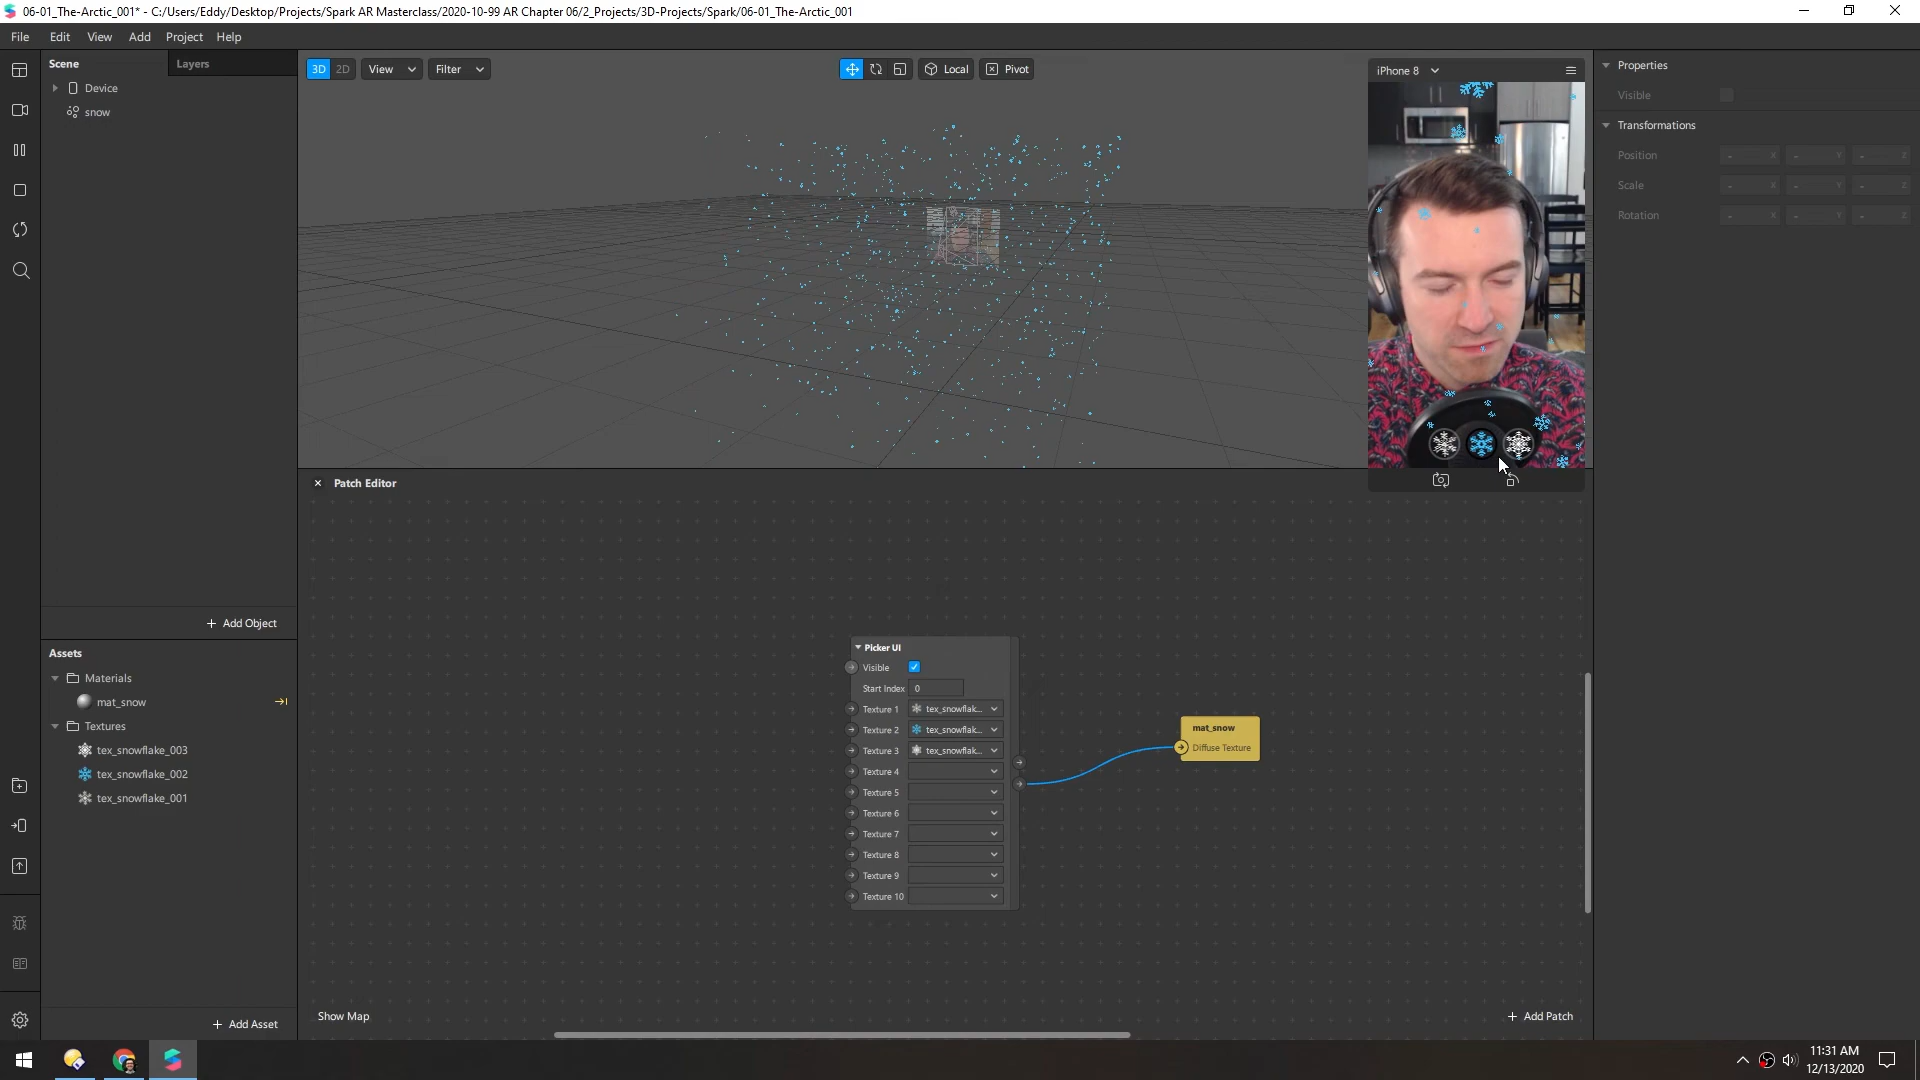 06-01_The-Arctic_001* - C:/Users/Eddy/Desktop/Projects/Spark AR Masterclass/2020-10-99 AR Chapter 06/2_Projects/3D-Projects/Spark/06-01_The-Arctic_001
File Edit View Add Project Help
Scene Layers
Device
snow
+ Add Object
Assets
Materials
mat_snow
Textures
tex_snowflake_003
tex_snowflake_002
tex_snowflake_001
+ Add Asset
3D 2D View Filter Local Pivot
iPhone 8
Patch Editor
Picker UI
Visible
Start Index 0
Texture 1 tex_snowflak...
Texture 2 tex_snowflak...
Texture 3 tex_snowflak...
Texture 4
Texture 5
Texture 6
Texture 7
Texture 8
Texture 9
Texture 10
mat_snow
Diffuse Texture
Show Map
+ Add Patch
Properties
Visible
Transformations
Position - X - Y - Z
Scale - X - Y - Z
Rotation - X - Y - Z
11:31 AM
12/13/2020